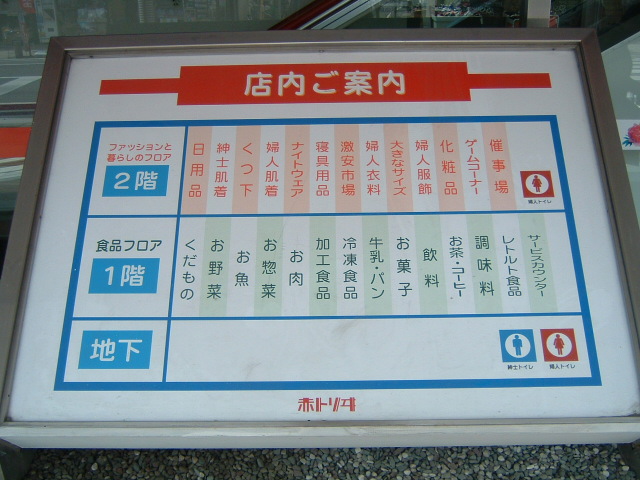 店内ご案内
ファッションと
暮らしのフロア
2階
日用品
紳士肌着
くつ下
婦人肌着
ナイトウェア
寝具用品
激安市場
婦人衣料
大きなサイズ
婦人服飾
化粧品
ゲームコーナー
催事場
婦人トイレ
食品フロア
1階
くだもの
お野菜
お魚
お惣菜
お肉
加工食品
冷凍食品
牛乳・パン
お菓子
飲料
お茶・コーヒー
調味料
レトルト食品
サービスカウンター
地下
紳士トイレ
婦人トイレ
赤トリヰ